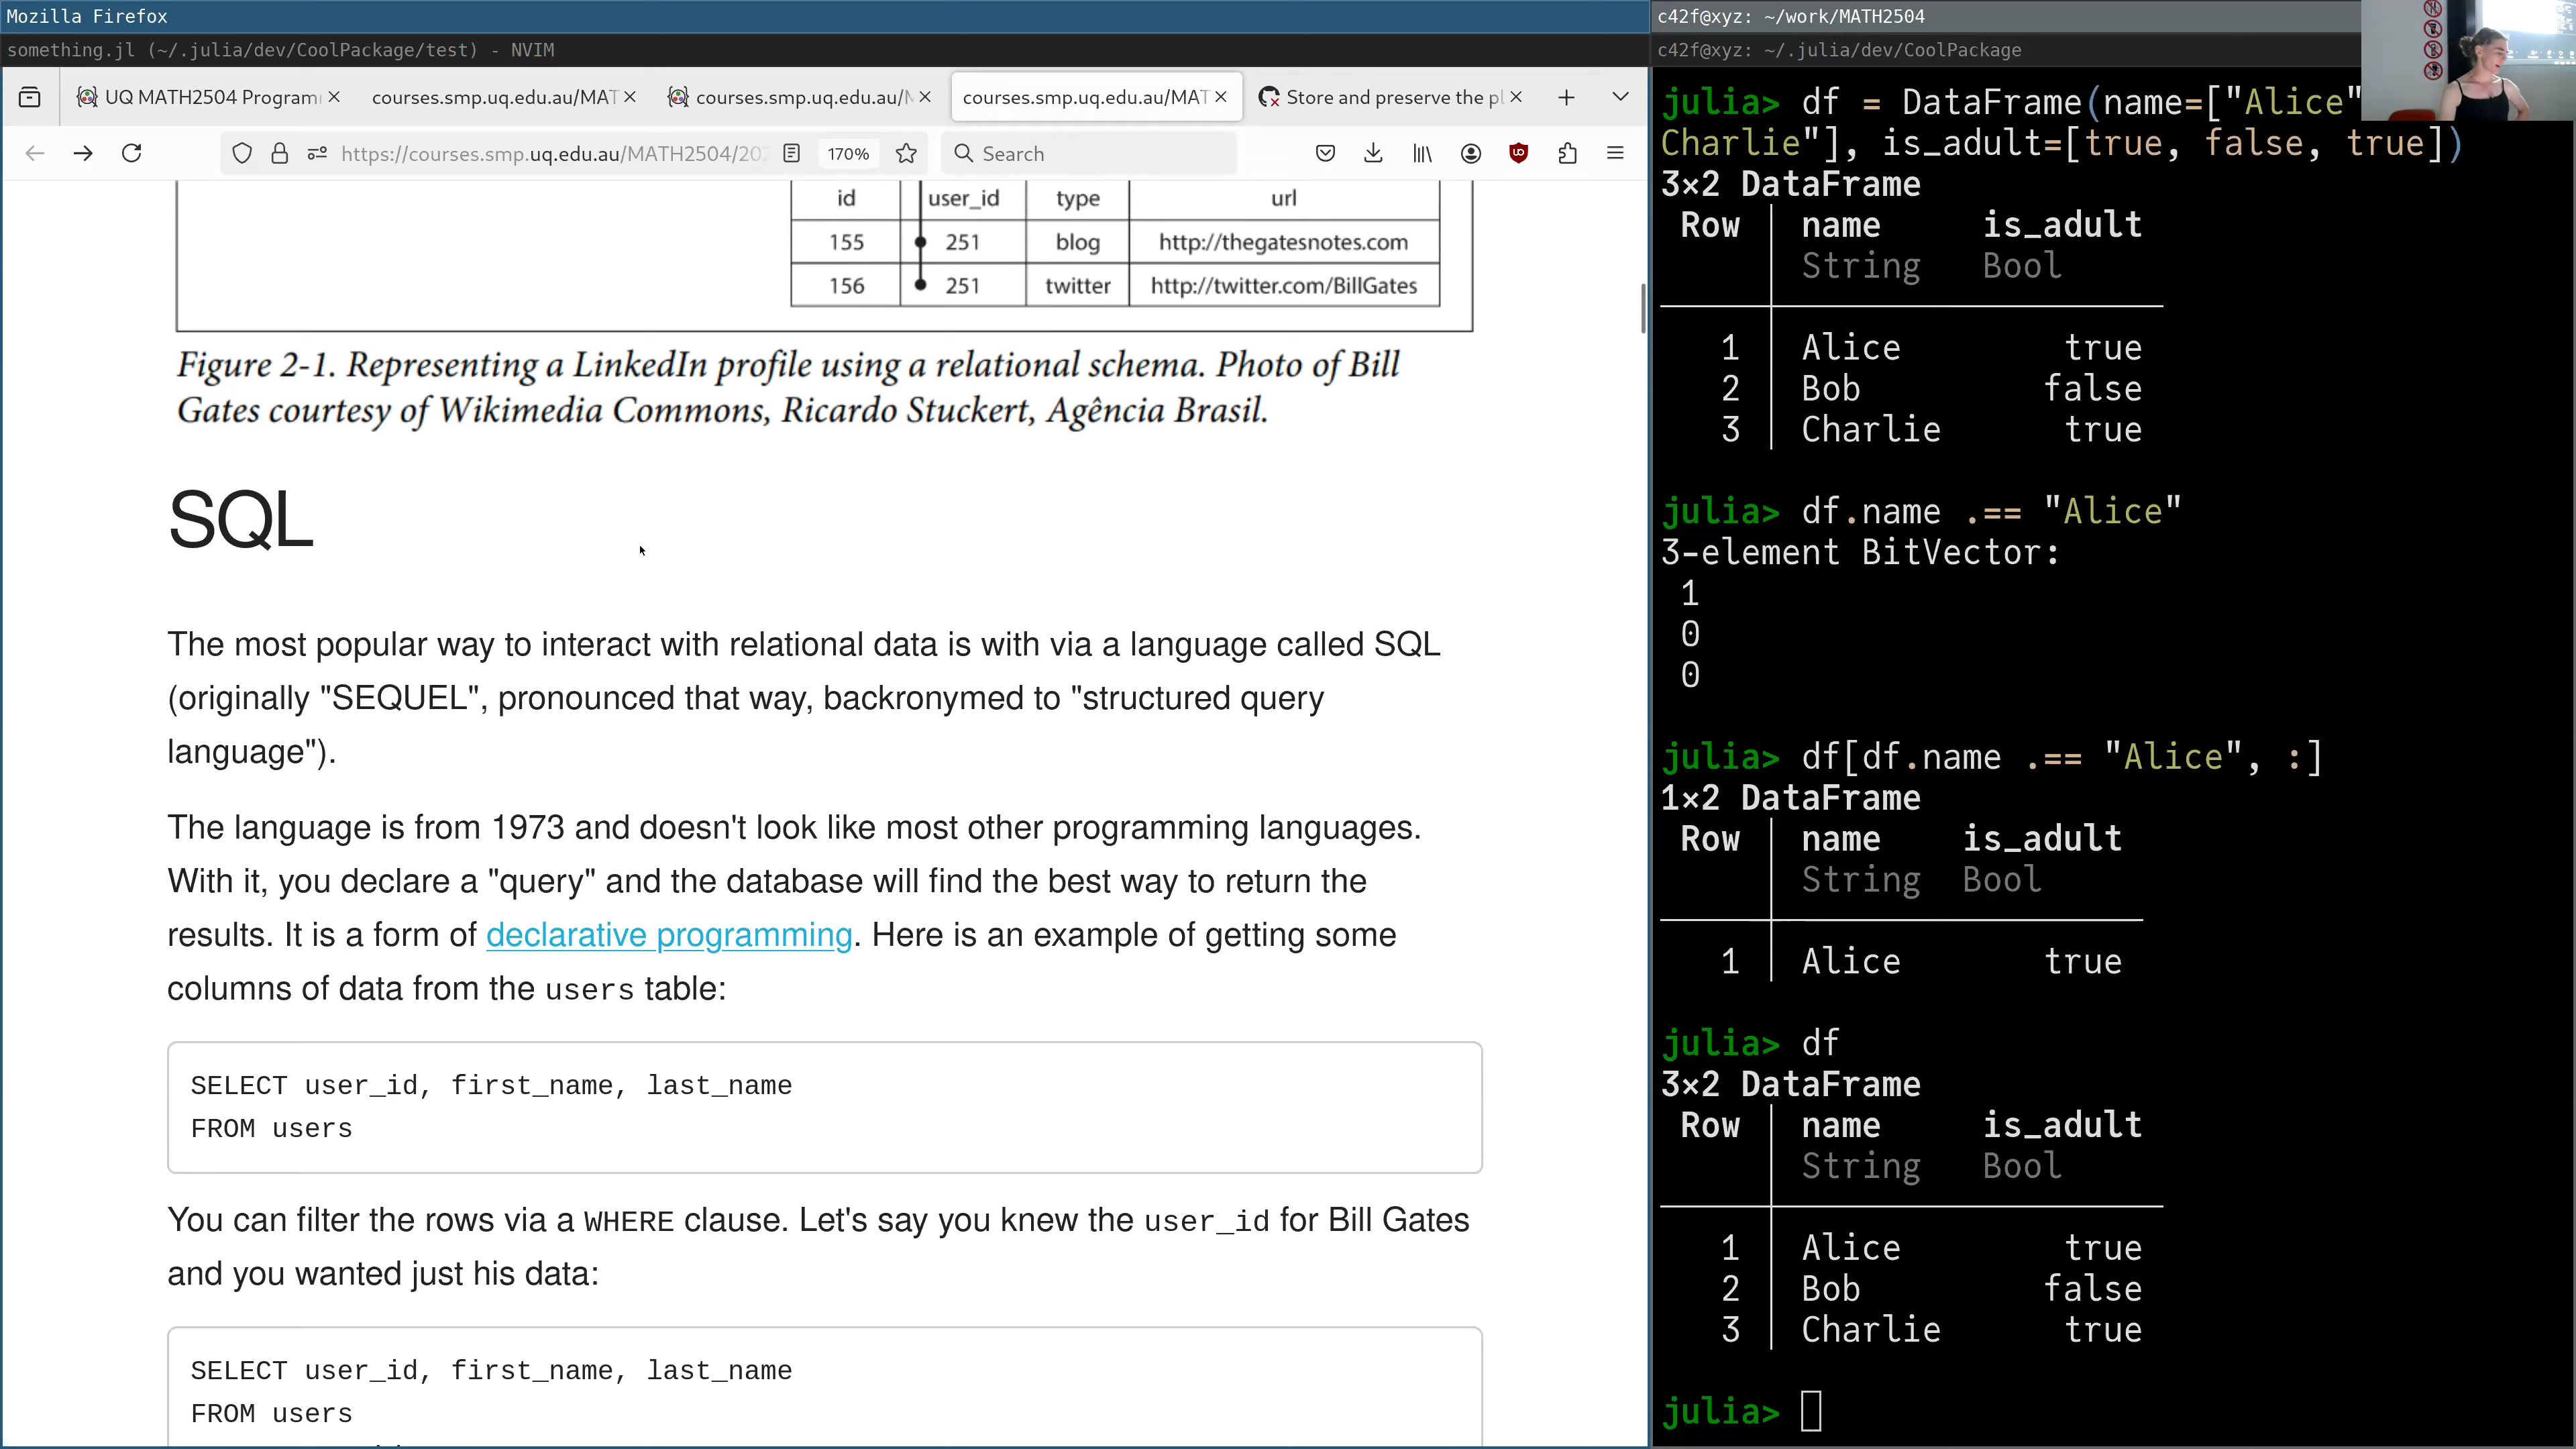 Mozilla Firefox
something.jl (~/.julia/dev/CoolPackage/test) - NVIM
UQ MATH2504 Program
courses.smp.uq.edu.au/MAT
courses.smp.uq.edu.au/M
courses.smp.uq.edu.au/MAT
Store and preserve the pl
https://courses.smp.uq.edu.au/MATH2504/202
170%
Search
id user_id type url
155 251 blog http://thegatesnotes.com
156 251 twitter http://twitter.com/BillGates
Figure 2-1. Representing a LinkedIn profile using a relational schema. Photo of Bill
Gates courtesy of Wikimedia Commons, Ricardo Stuckert, Agência Brasil.
SQL
The most popular way to interact with relational data is with via a language called SQL
(originally "SEQUEL", pronounced that way, backronymed to "structured query
language").
The language is from 1973 and doesn't look like most other programming languages.
With it, you declare a "query" and the database will find the best way to return the
results. It is a form of declarative programming. Here is an example of getting some
columns of data from the users table:
SELECT user_id, first_name, last_name
FROM users
You can filter the rows via a WHERE clause. Let's say you knew the user_id for Bill Gates
and you wanted just his data:
SELECT user_id, first_name, last_name
FROM users
c42f@xyz: ~/work/MATH2504
c42f@xyz: ~/.julia/dev/CoolPackage
julia> df = DataFrame(name=["Alice"
Charlie"], is_adult=[true, false, true])
3×2 DataFrame
Row name is_adult
String Bool
1 Alice true
2 Bob false
3 Charlie true
julia> df.name .== "Alice"
3-element BitVector:
1
0
0
julia> df[df.name .== "Alice", :]
1×2 DataFrame
Row name is_adult
String Bool
1 Alice true
julia> df
3×2 DataFrame
Row name is_adult
String Bool
1 Alice true
2 Bob false
3 Charlie true
julia>